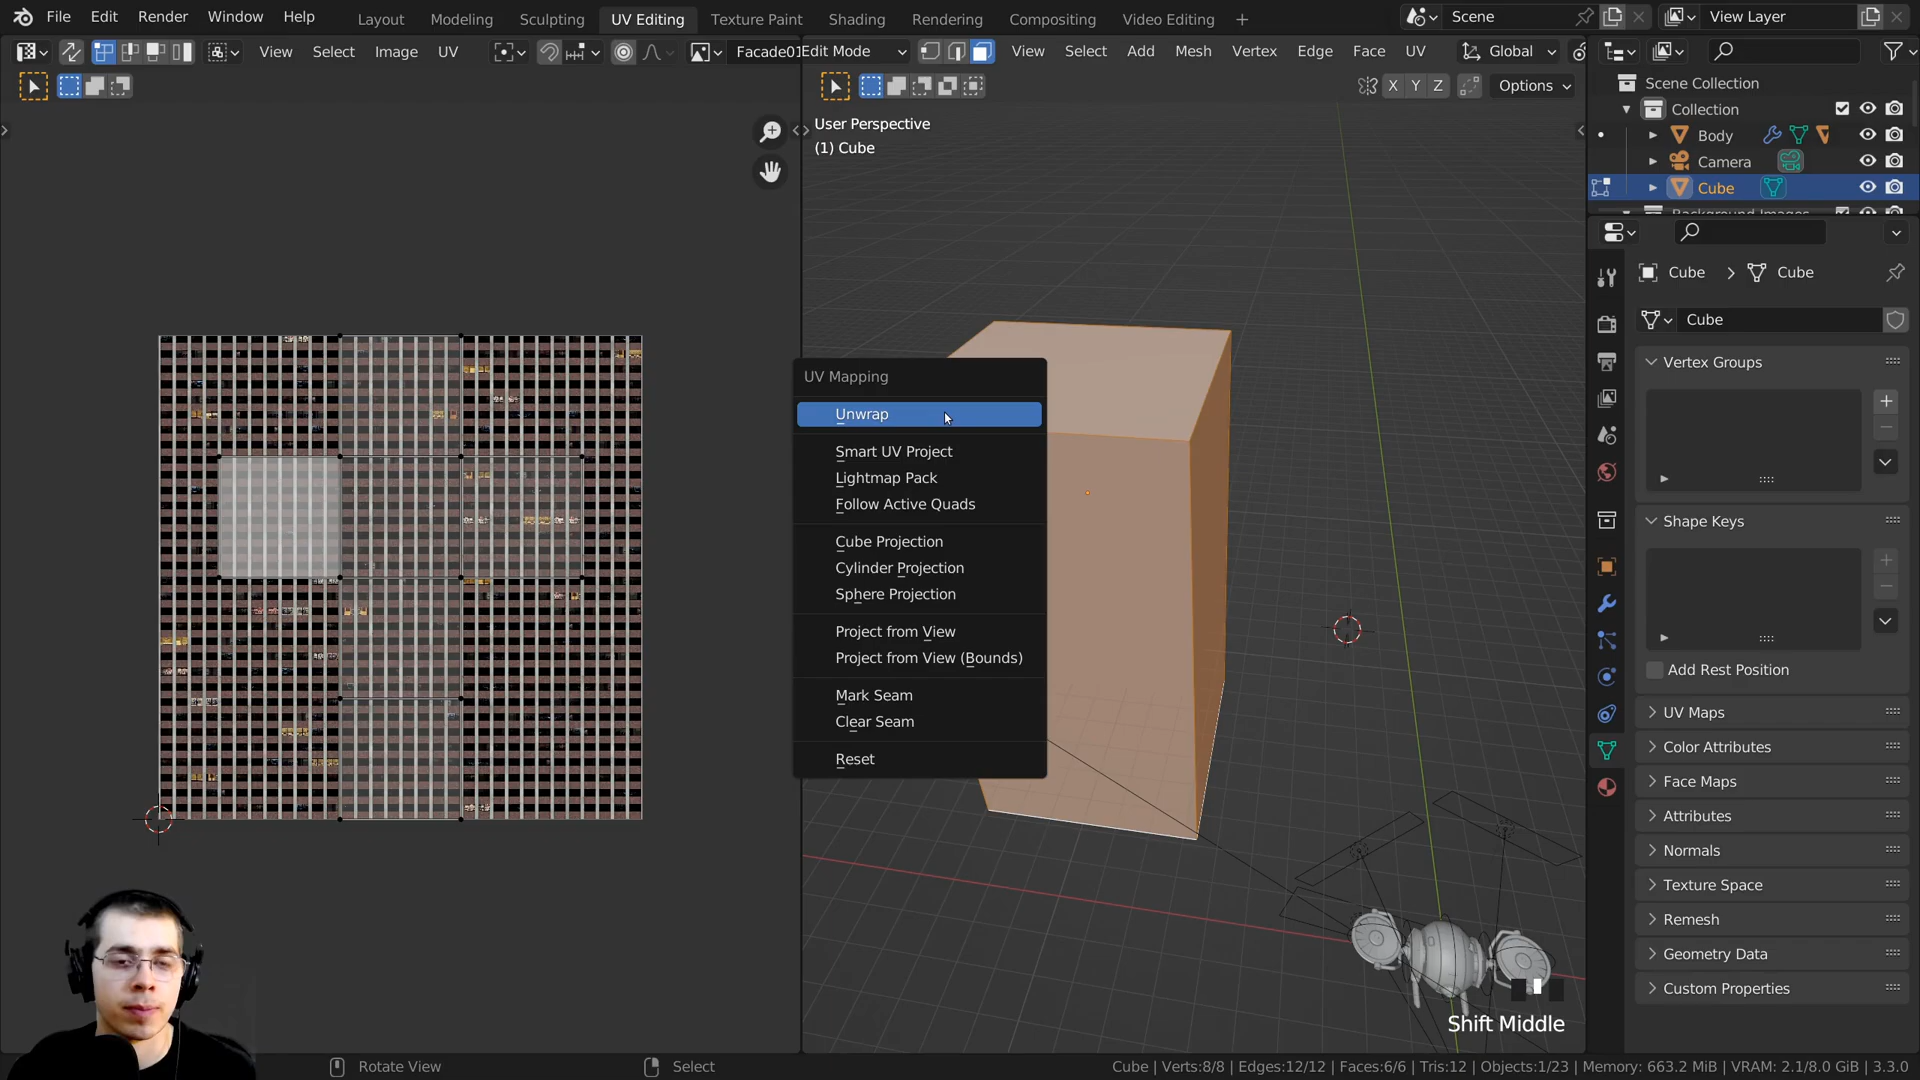 File Edit Render Window Help Layout Modeling Sculpting UV Editing Texture Paint Shading Rendering Compositing Video Editing + Scene View Layer
View Select Image UV Facade01 Edit Mode View Select Add Mesh Vertex Edge Face UV Global
X Y Z Options
Scene Collection
Collection
Body
Camera
Cube
Background Images
User Perspective
(1) Cube
Cube > Cube
Cube
Vertex Groups
Shape Keys
Add Rest Position
UV Maps
Color Attributes
Face Maps
Attributes
Normals
Texture Space
Remesh
Geometry Data
Custom Properties
UV Mapping
Unwrap
Smart UV Project
Lightmap Pack
Follow Active Quads
Cube Projection
Cylinder Projection
Sphere Projection
Project from View
Project from View (Bounds)
Mark Seam
Clear Seam
Reset
Shift Middle
Rotate View Select Cube | Verts:8/8 | Edges:12/12 | Faces:6/6 | Tris:12 | Objects:1/23 | Memory: 663.2 MiB | VRAM: 2.1/8.0 GiB | 3.3.0